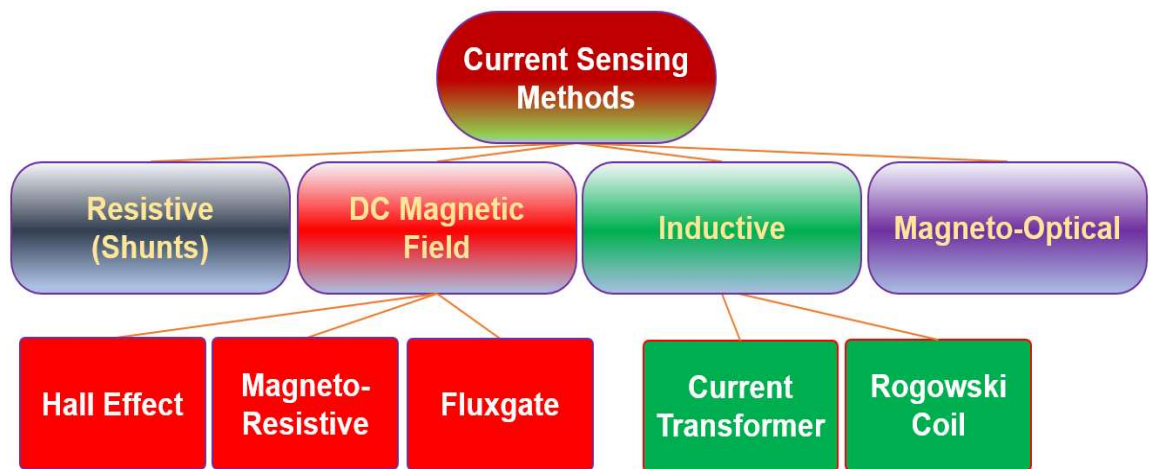 Current Sensing
Methods
Resistive
(Shunts)
DC Magnetic
Field
Inductive
Magneto-Optical
Hall Effect
Magneto-
Resistive
Fluxgate
Current
Transformer
Rogowski
Coil